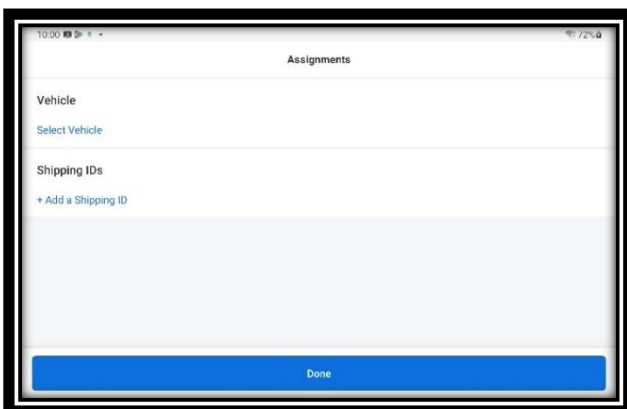 10:00
72%
Assignments
Vehicle
Select Vehicle
Shipping IDs
+ Add a Shipping ID
Done